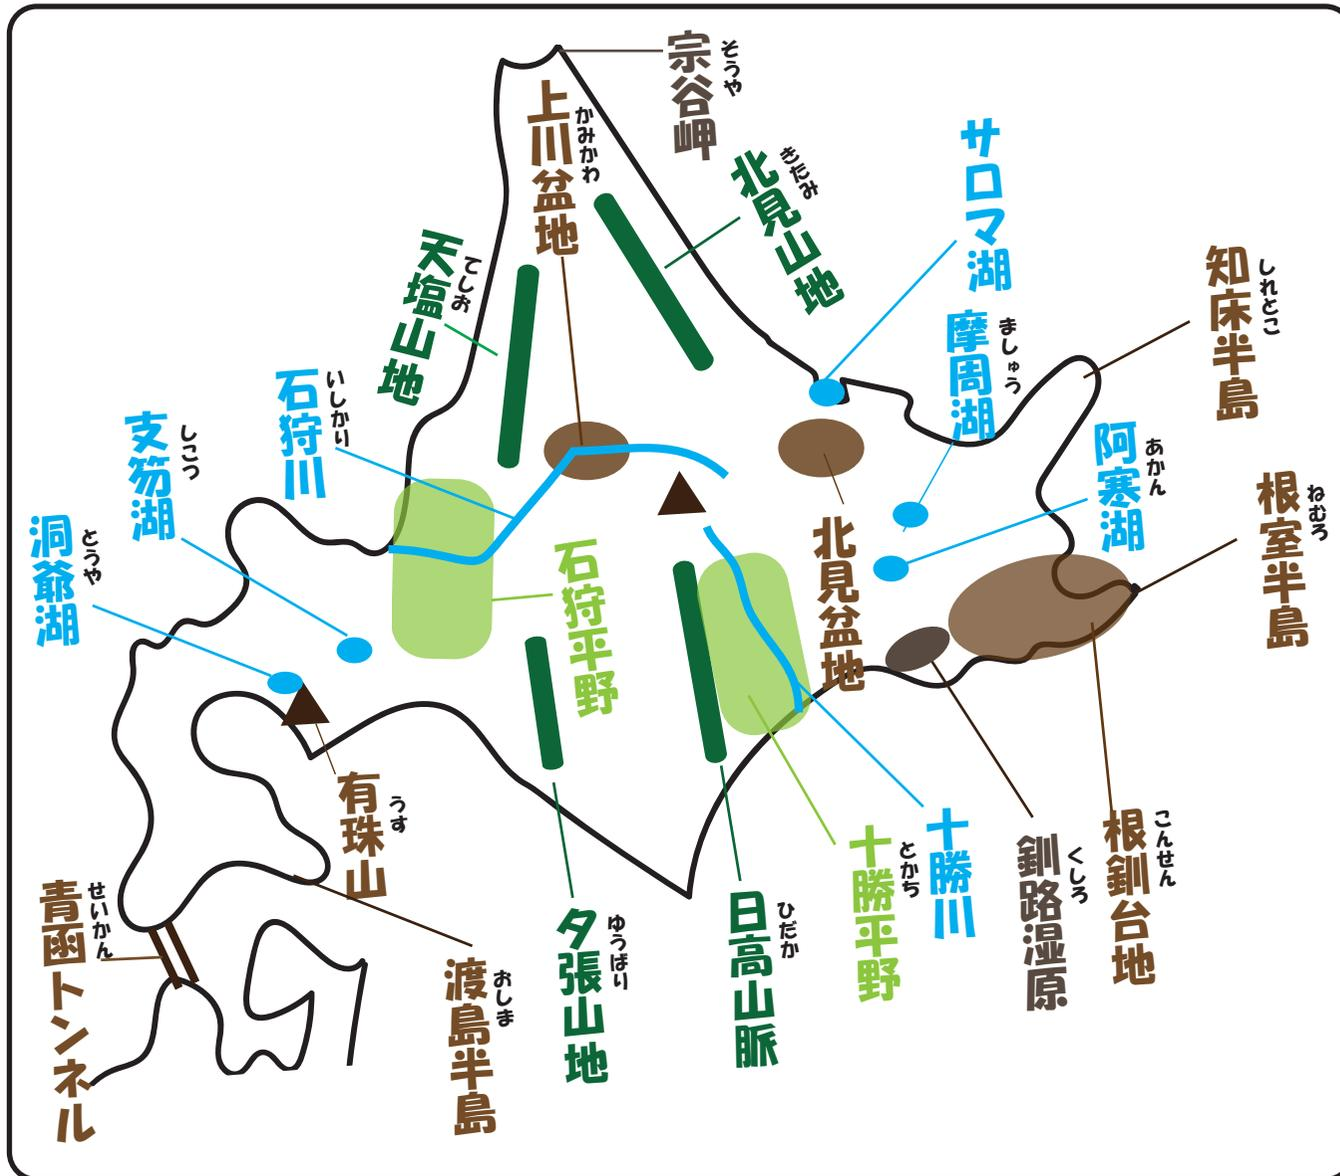 宗谷岬
そうや
上川盆地
かみかわ
北見山地
きたみ
サロマ湖
天塩山地
てしお
知床半島
しれとこ
摩周湖
ましゅう
石狩川
いしかり
支笏湖
しこつ
阿寒湖
あかん
根室半島
ねむろ
洞爺湖
とうや
石狩平野
北見盆地
有珠山
うす
十勝川
十勝平野
とかち
釧路湿原
くしろ
根釧台地
こんせん
青函トンネル
せいかん
渡島半島
おしま
夕張山地
ゆうばり
日高山脈
ひだか